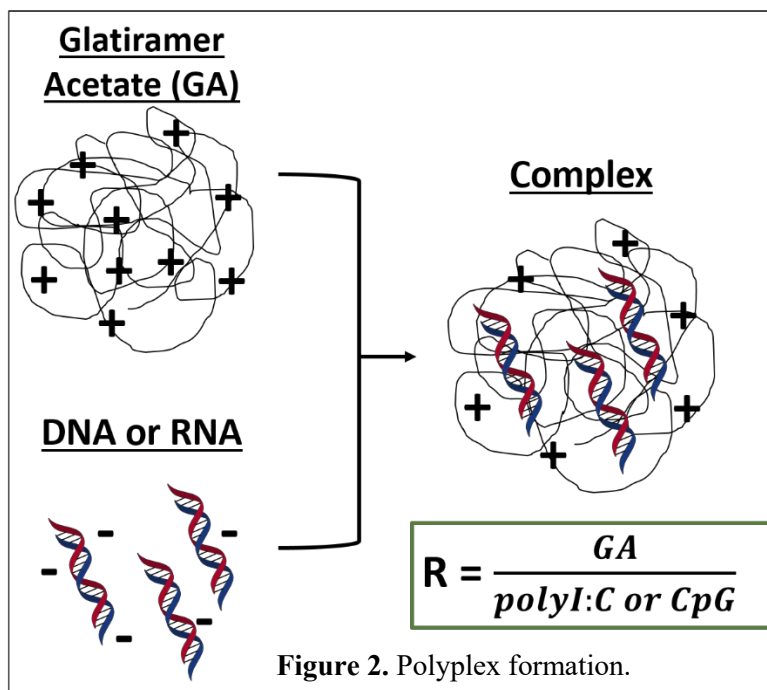 Glatiramer
Acetate (GA)
Complex
DNA or RNA
R = GA / polyI:C or CpG
Figure 2. Polyplex formation.